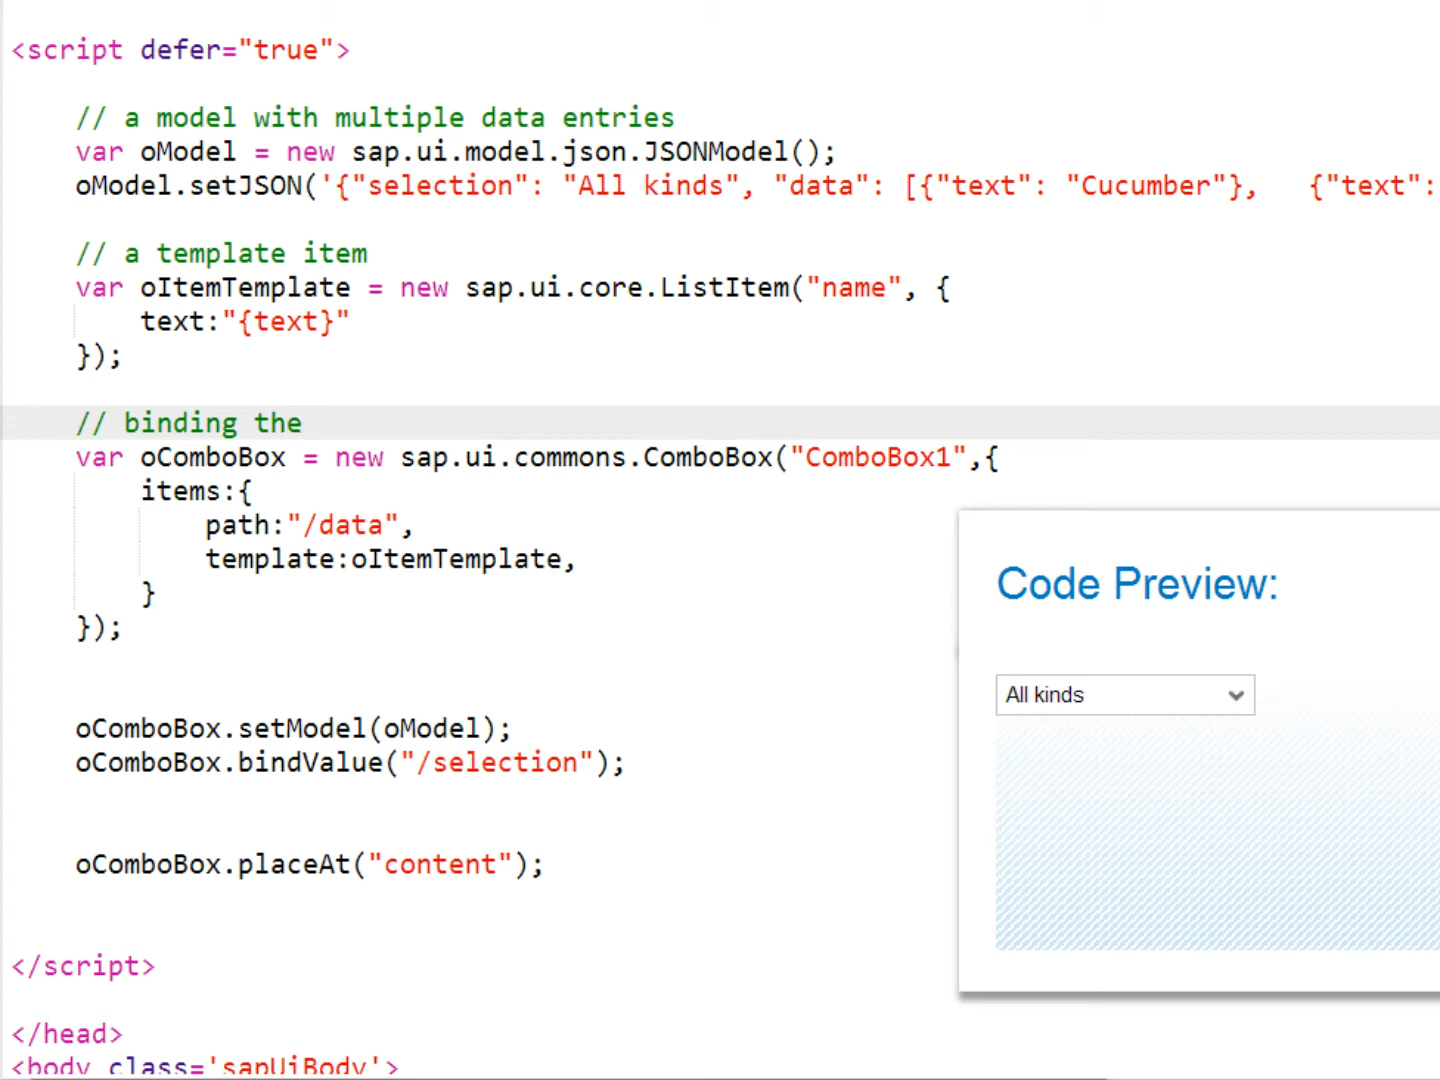 <script defer="true">
// a model with multiple data entries
var oModel = new sap.ui.model.json.JSONModel();
oModel.setJSON('{"selection": "All kinds", "data": [{"text": "Cucumber"},   {"text":
// a template item
var oItemTemplate = new sap.ui.core.ListItem("name", {
text:"{text}"
});
// binding the
var oComboBox = new sap.ui.commons.ComboBox("ComboBox1",{
items:{
path:"/data",
template:oItemTemplate,
}
});
oComboBox.setModel(oModel);
oComboBox.bindValue("/selection");
oComboBox.placeAt("content");
</script>
</head>
<body class='sapUiBody'>
Code Preview:
All kinds